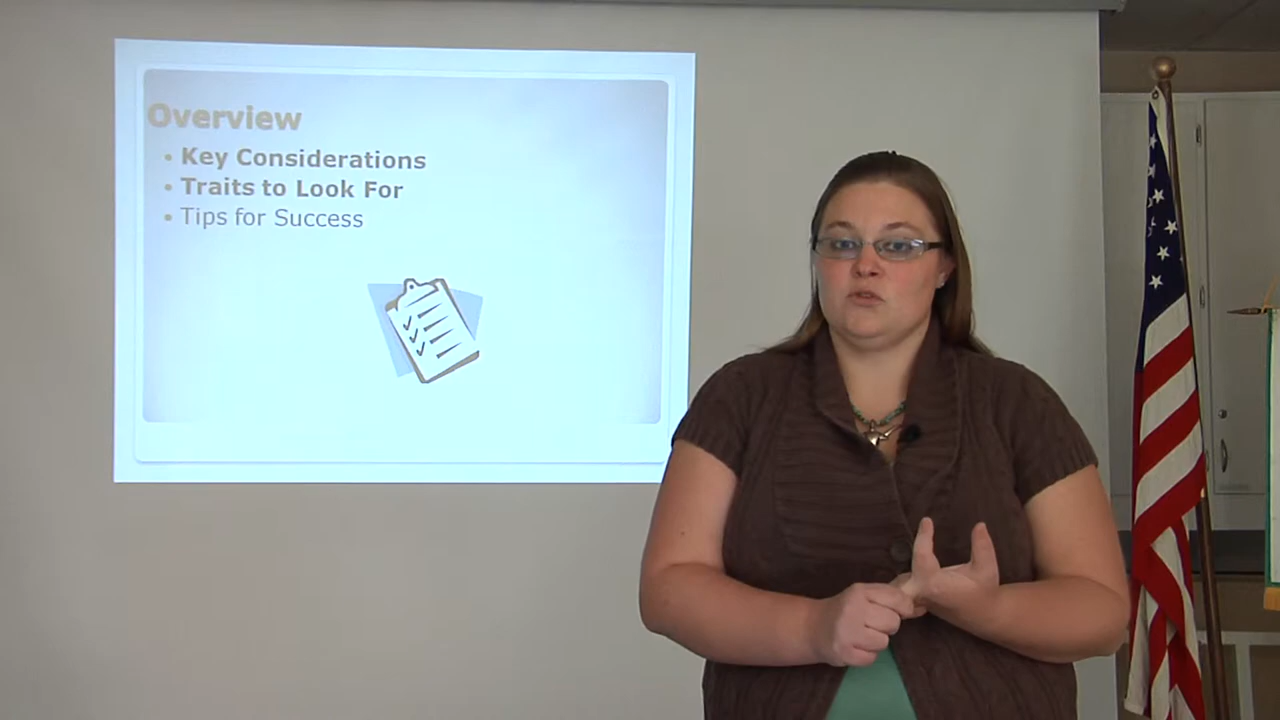 Overview
• Key Considerations
• Traits to Look For
• Tips for Success